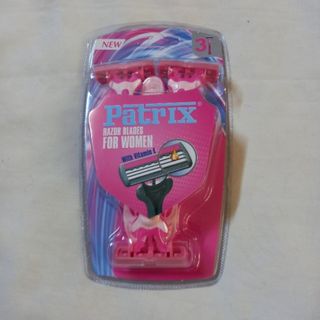 NEW
3
Patrix®
RAZOR BLADES
FOR WOMEN
With Vitamin E